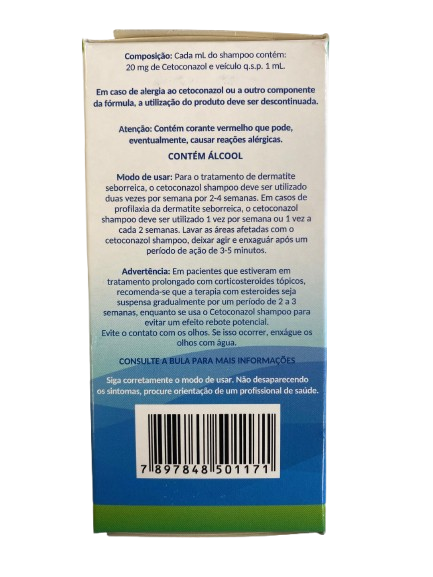 Composição: Cada mL do shampoo contém:
20 mg de Cetoconazol e veículo q.s.p. 1 mL.
Em caso de alergia ao cetoconazol ou a outro componente
da fórmula, a utilização do produto deve ser descontinuada.
Atenção: Contém corante vermelho que pode,
eventualmente, causar reações alérgicas.
CONTÉM ÁLCOOL
Modo de usar: Para o tratamento de dermatite
seborreica, o cetoconazol shampoo deve ser utilizado
duas vezes por semana por 2-4 semanas. Em casos de
profilaxia da dermatite seborreica, o cetoconazol
shampoo deve ser utilizado 1 vez por semana ou 1 vez a
cada 2 semanas. Lavar as áreas afetadas com o
cetoconazol shampoo, deixar agir e enxaguár após um
período de ação de 3-5 minutos.
Advertência: Em pacientes que estiveram em
tratamento prolongado com corticosteroides tópicos,
recomenda-se que a terapia com esteroides seja
suspensa gradualmente por um período de 2 a 3
semanas, enquanto se usa o Cetoconazol shampoo para
evitar um efeito rebote potencial.
Evite o contato com os olhos. Se isso ocorrer, enxágue os
olhos com água.
CONSULTE A BULA PARA MAIS INFORMAÇÕES
Siga corretamente o modo de usar. Não desaparecendo
os sintomas, procure orientação de um profissional de saúde.
7 897848 501171